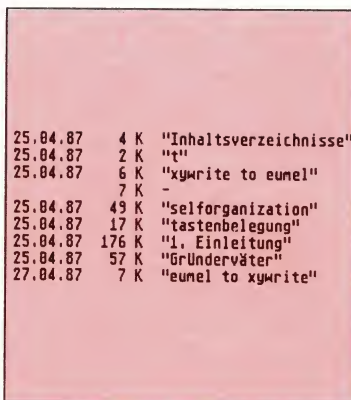 25.04.87 4 K "Inhaltsverzeichnisse"
25.04.87 2 K "t"
25.04.87 6 K "xywrite to eumel"
7 K -
25.04.87 49 K "selforganization"
25.04.87 17 K "tastenbelegung"
25.04.87 176 K "1. Einleitung"
25.04.87 57 K "Gründerväter"
27.04.87 7 K "eumel to xywrite"